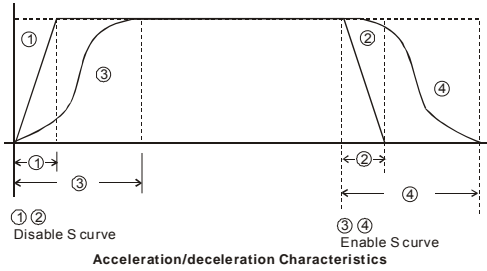 ① ② 
③ ④
① ②
③ ④
① ②
Disable S curve
③ ④
Enable S curve
Acceleration/deceleration Characteristics